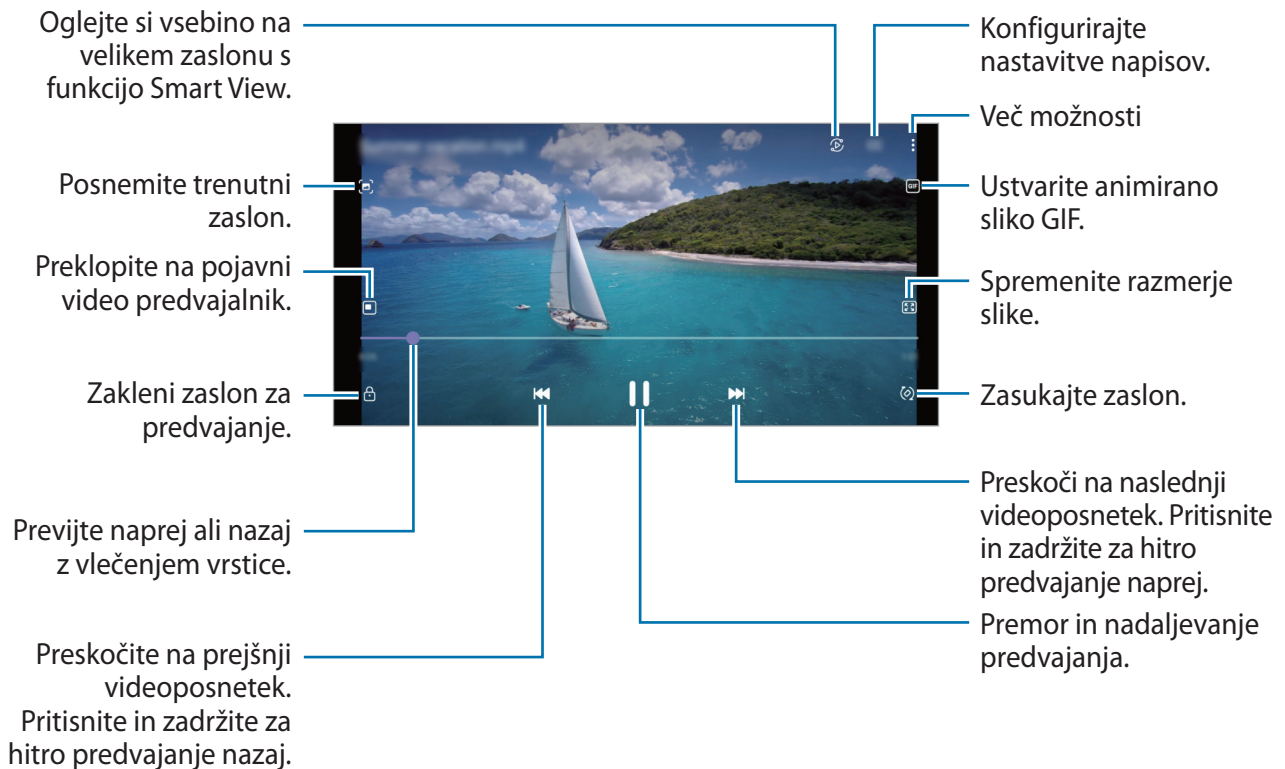 Oglejte si vsebino na
velikem zaslonu s
funkcijo Smart View.
Konfigurirajte
nastavitve napisov.
Več možnosti
Posnemite trenutni
zaslon.
GIF
Ustvarite animirano
sliko GIF.
Preklopite na pojavni
video predvajalnik.
Spremenite razmerje
slike.
Zakleni zaslon za
predvajanje.
Zasukajte zaslon.
Previjte naprej ali nazaj
z vlečenjem vrstice.
Preskoči na naslednji
videoposnetek. Pritisnite
in zadržite za hitro
predvajanje naprej.
Premor in nadaljevanje
predvajanja.
Preskočite na prejšnji
videoposnetek.
Pritisnite in zadržite za
hitro predvajanje nazaj.